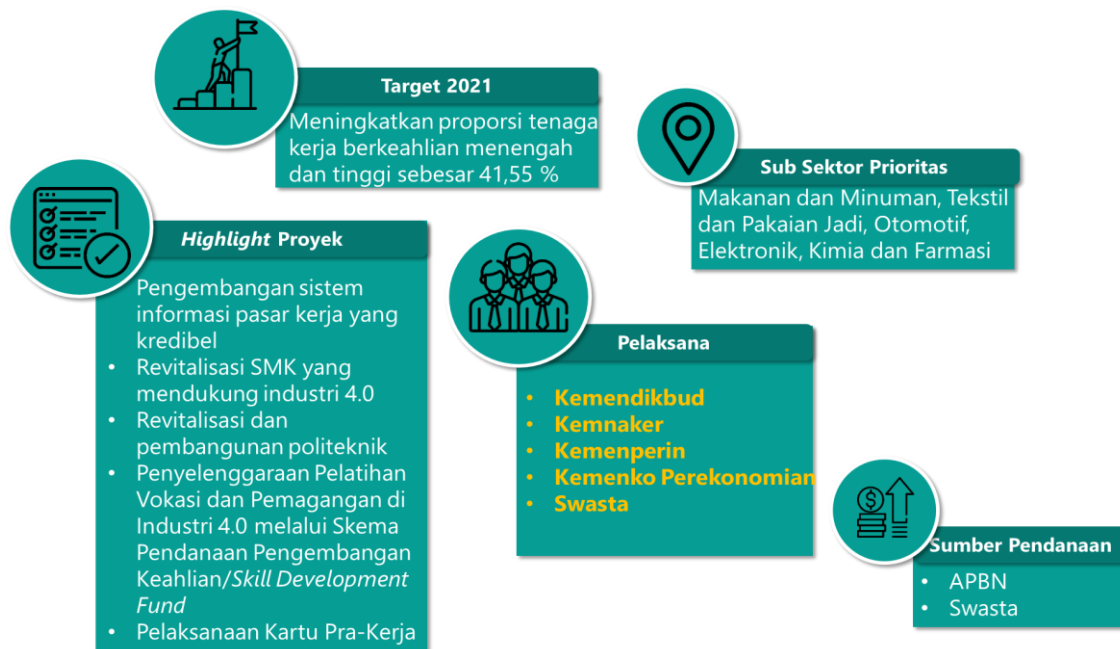 Target 2021
Meningkatkan proporsi tenaga
kerja berkeahlian menengah
dan tinggi sebesar 41,55 %
Sub Sektor Prioritas
Makanan dan Minuman, Tekstil
dan Pakaian Jadi, Otomotif,
Elektronik, Kimia dan Farmasi
Highlight Proyek
Pengembangan sistem
informasi pasar kerja yang
kredibel
• Revitalisasi SMK yang
mendukung industri 4.0
• Revitalisasi dan
pembangunan politeknik
• Penyelenggaraan Pelatihan
Vokasi dan Pemagangan di
Industri 4.0 melalui Skema
Pendanaan Pengembangan
Keahlian/Skill Development
Fund
• Pelaksanaan Kartu Pra-Kerja
Pelaksana
• Kemendikbud
• Kemnaker
• Kemenperin
• Kemenko Perekonomian
• Swasta
Sumber Pendanaan
• APBN
• Swasta